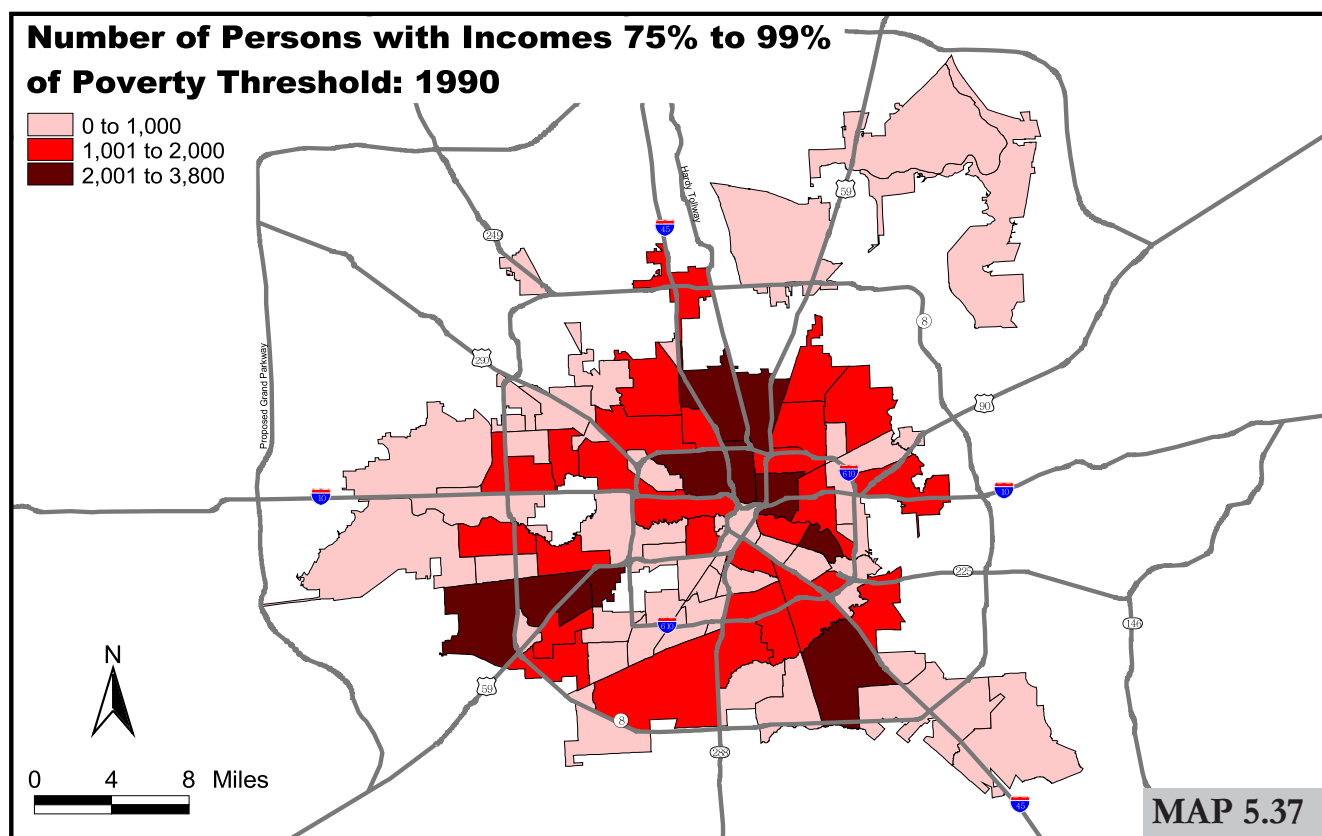 Number of Persons with Incomes 75% to 99%
of Poverty Threshold: 1990
0 to 1,000
1,001 to 2,000
2,001 to 3,800
Hardy Tollway
59
45
249
8
290
Proposed Grand Parkway
90
610
10
10
225
146
610
59
8
288
N
0 4 8 Miles
45
MAP 5.37